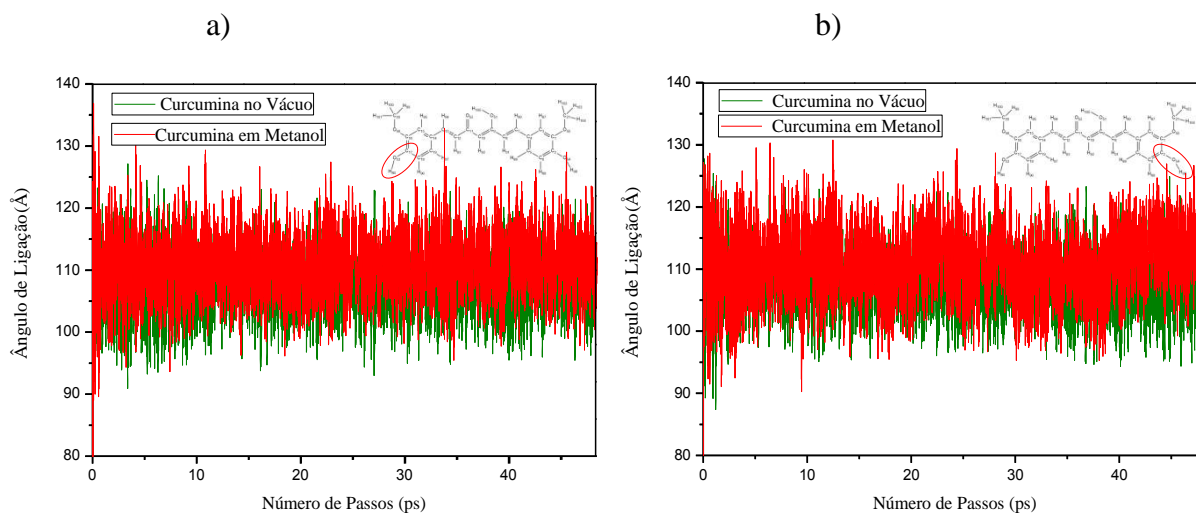 a)
b)
140
130
120
110
100
90
80
0
10
20
30
40
Ângulo de Ligação (Å)
Número de Passos (ps)
Curcumina no Vácuo
Curcumina em Metanol
140
130
120
110
100
90
80
0
10
20
30
40
Ângulo de Ligação (Å)
Número de Passos (ps)
Curcumina no Vácuo
Curcumina em Metanol